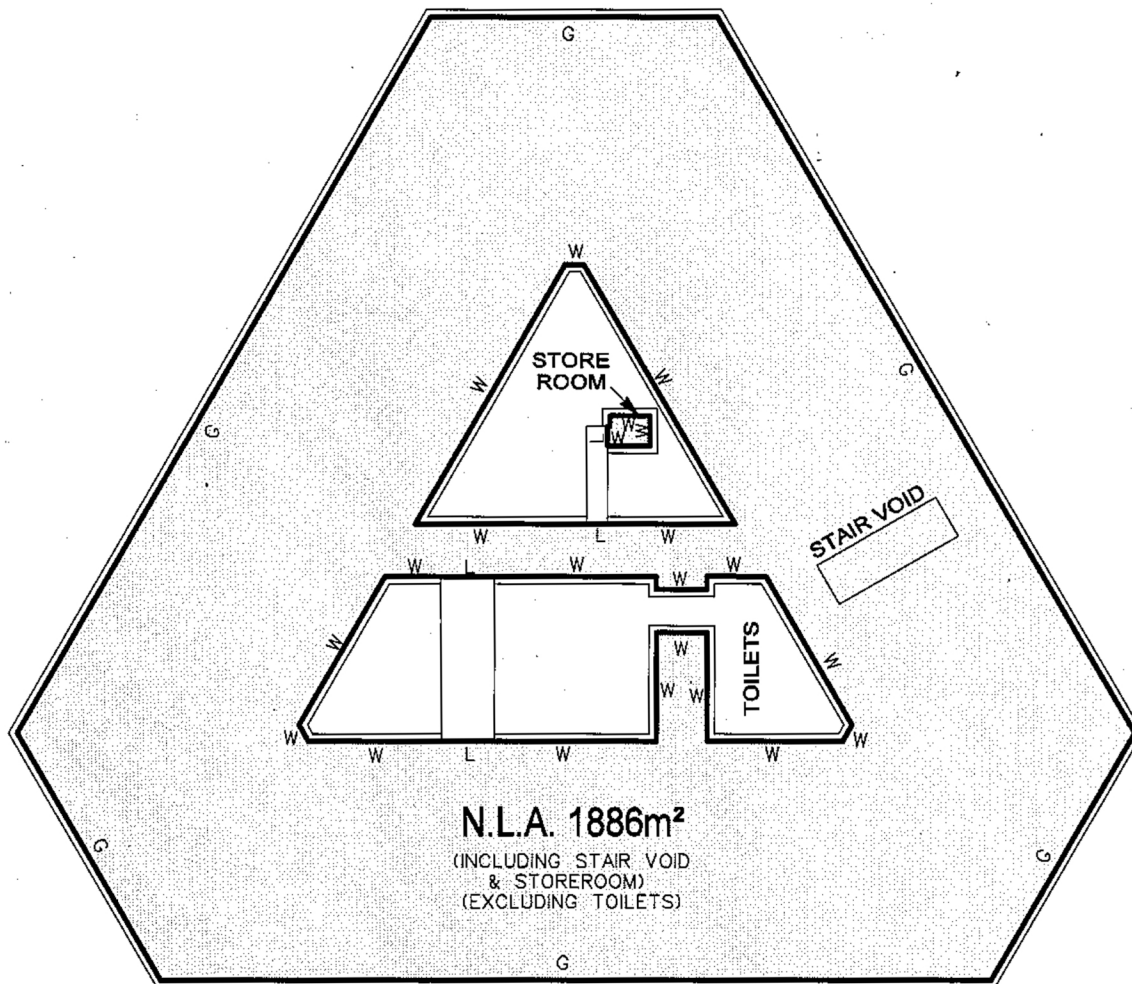 G
W
STORE
ROOM
W
W
G
W
W
W
G
W
L
W
STAIR VOID
W
L
W
W
W
TOILETS
W
W
W
W
W
W
W
L
W
W
W
N.L.A. 1886m²
(INCLUDING STAIR VOID
& STOREROOM)
(EXCLUDING TOILETS)
G
G
G